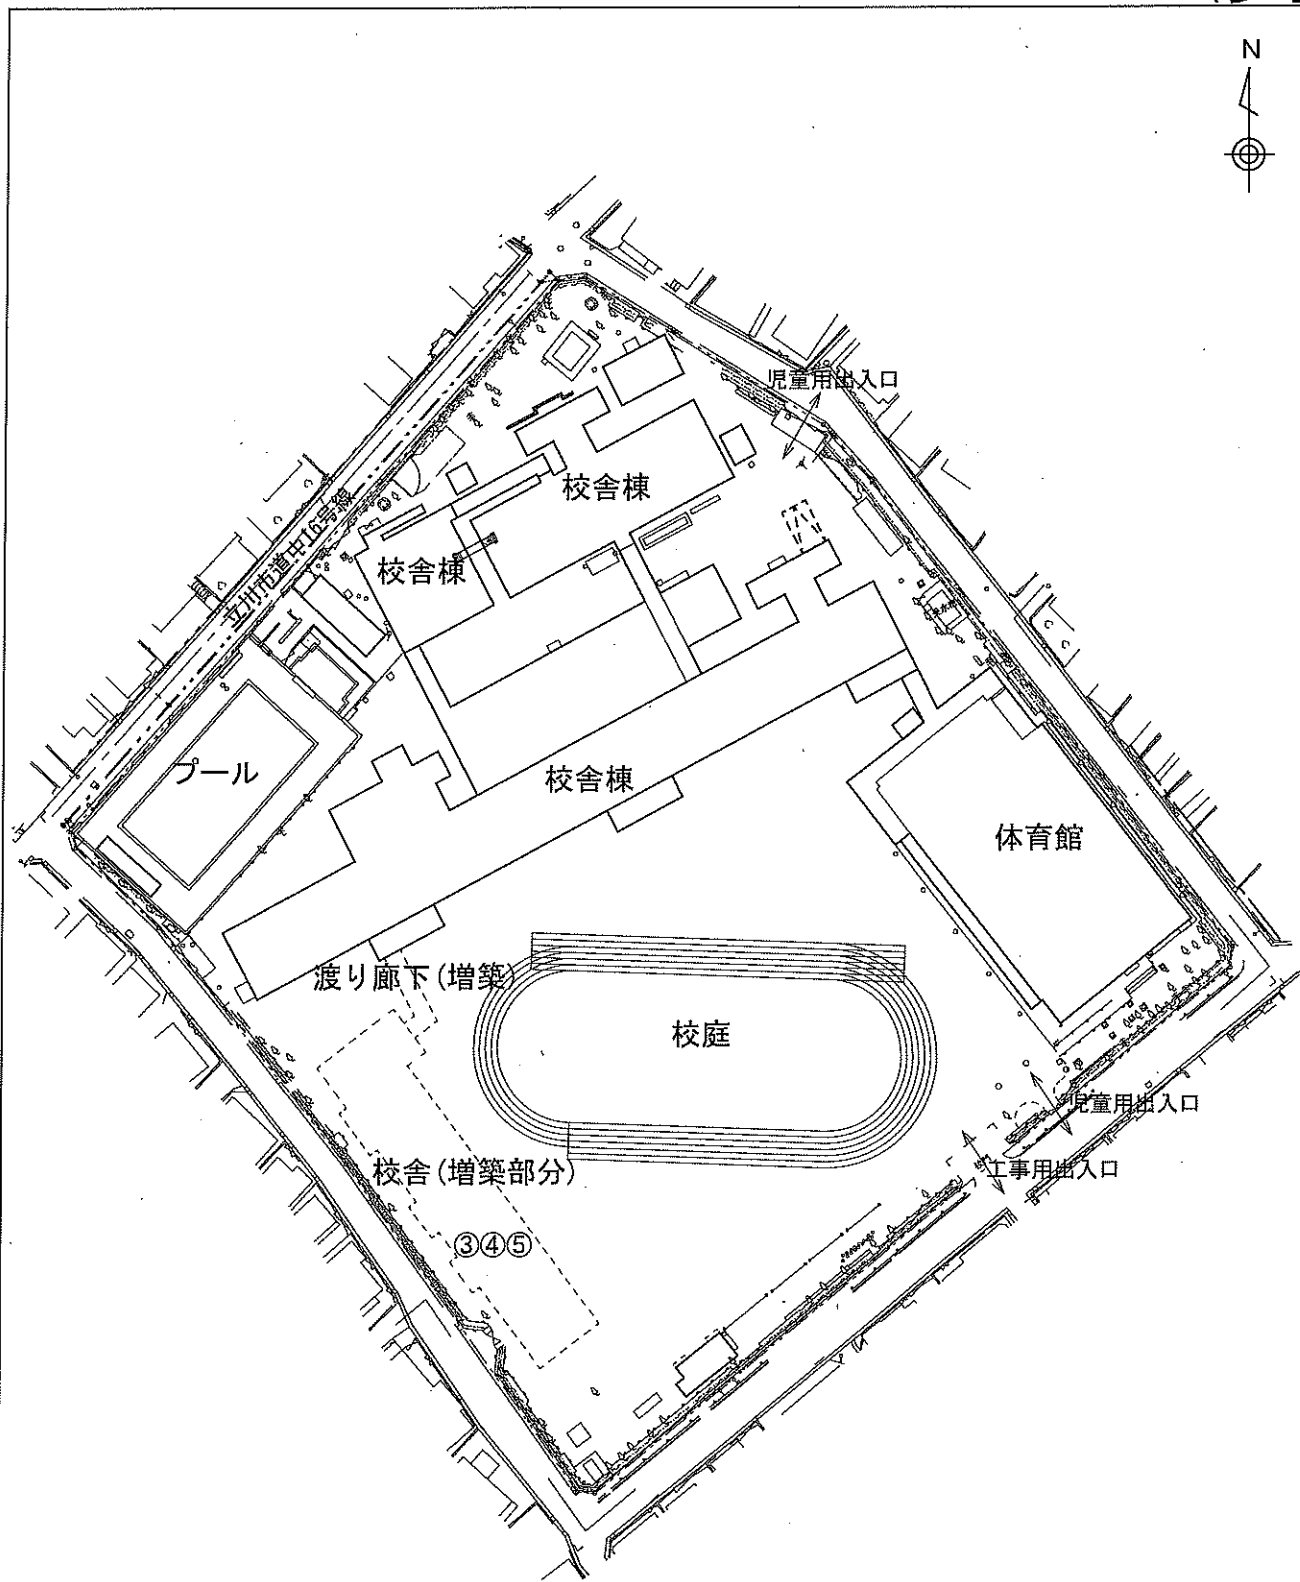 N
児童用出入口
校舎棟
立川市道中16号線
校舎棟
プール
校舎棟
体育館
渡り廊下(増築)
校庭
児童用出入口
校舎(増築部分)
工事用出入口
③④⑤